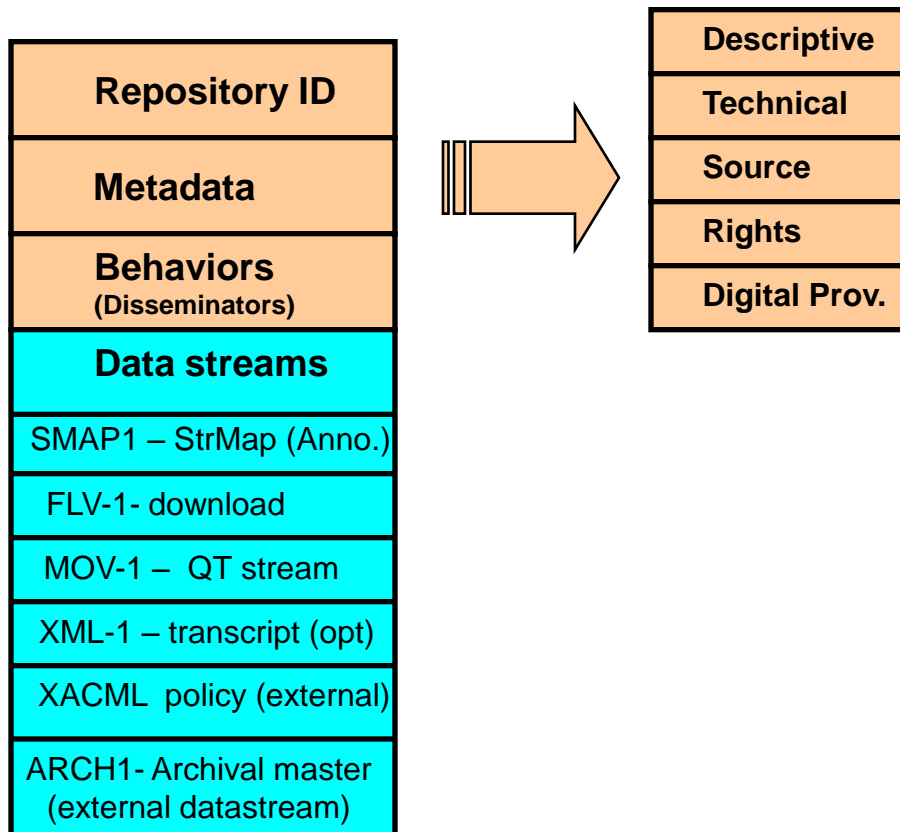 Repository ID
Metadata
Behaviors
(Disseminators)
Data streams
SMAP1 – StrMap (Anno.)
FLV-1- download
MOV-1 – QT stream
XML-1 – transcript (opt)
XACML policy (external)
ARCH1- Archival master
(external datastream)
Descriptive
Technical
Source
Rights
Digital Prov.